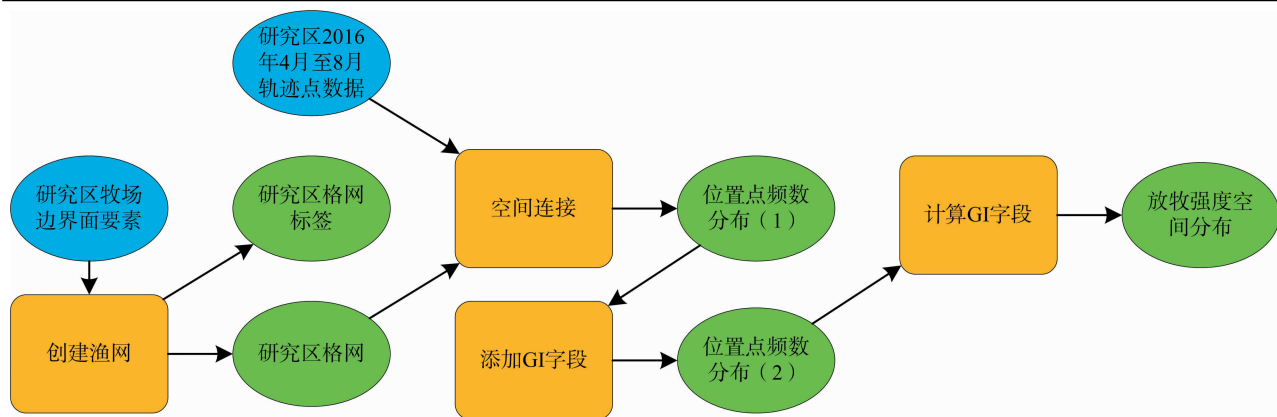 研究区2016
年4月至8月
轨迹点数据
研究区牧场
边界面要素
研究区格网
标签
空间连接
位置点频数
分布（1）
计算GI字段
放牧强度空
间分布
创建渔网
研究区格网
添加GI字段
位置点频数
分布（2）